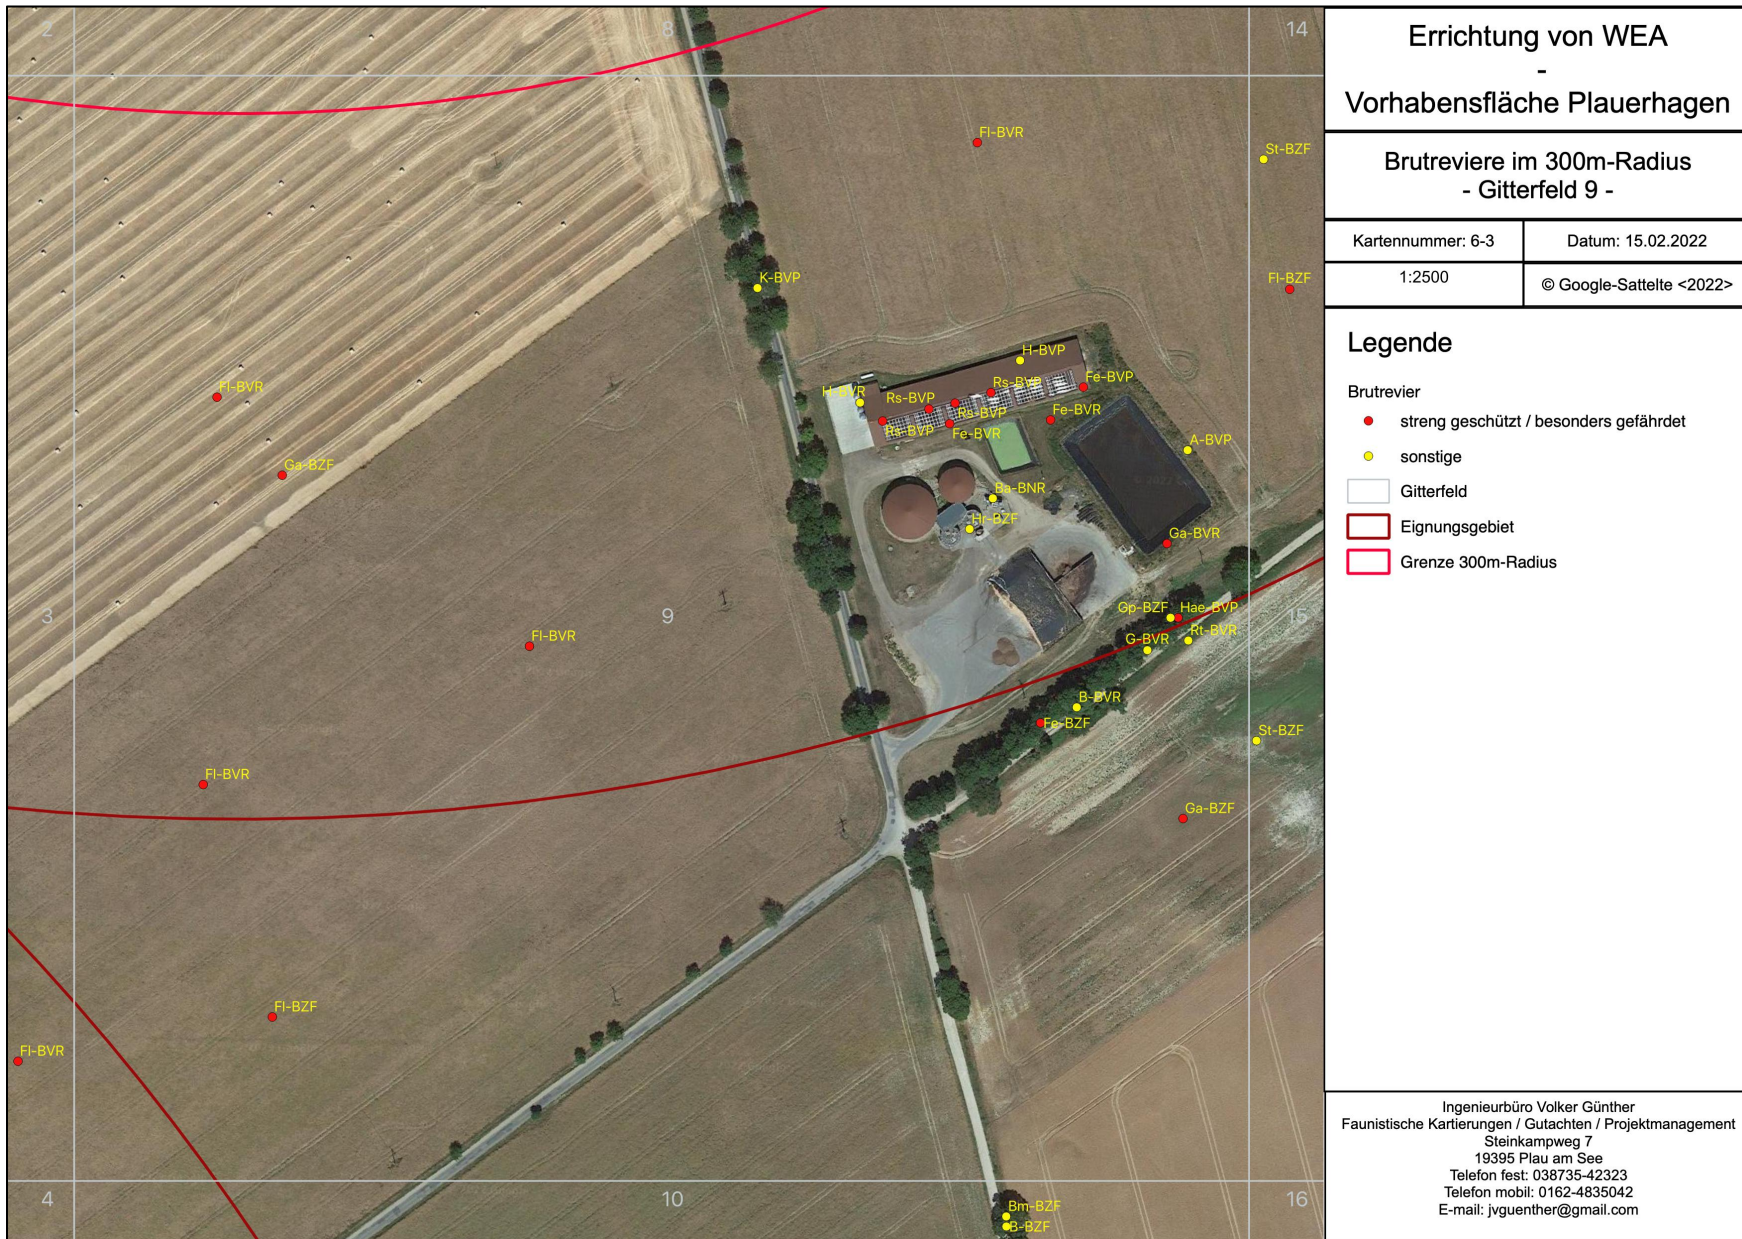 2
8
14
Fl-BVR
St-BZF
K-BVP
Fl-BZF
H-BVP
Fl-BVR
H-BVR
Rs-BVP
Rs-BVP
Fe-BVP
Rs-BVP
Fe-BVR
Rs-BVP
Fe-BVR
A-BVP
Ga-BZF
Ba-BNR
Hr-BZF
Ga-BVR
3
9
Gp-BZF
Hae-BVP
15
Fl-BVR
G-BVR
Rt-BVR
B-BVR
Fe-BZF
St-BZF
Fl-BVR
Ga-BZF
Fl-BZF
Fl-BVR
4
10
16
Bm-BZF
B-BZF
Errichtung von WEA
-
Vorhabensfläche Plauerhagen
Brutreviere im 300m-Radius
- Gitterfeld 9 -
Kartennummer: 6-3
Datum: 15.02.2022
1:2500
© Google-Sattelte <2022>
Legende
Brutrevier
streng geschützt / besonders gefährdet
sonstige
Gitterfeld
Eignungsgebiet
Grenze 300m-Radius
Ingenieurbüro Volker Günther
Faunistische Kartierungen / Gutachten / Projektmanagement
Steinkampweg 7
19395 Plau am See
Telefon fest: 038735-42323
Telefon mobil: 0162-4835042
E-mail: jvguenther@gmail.com